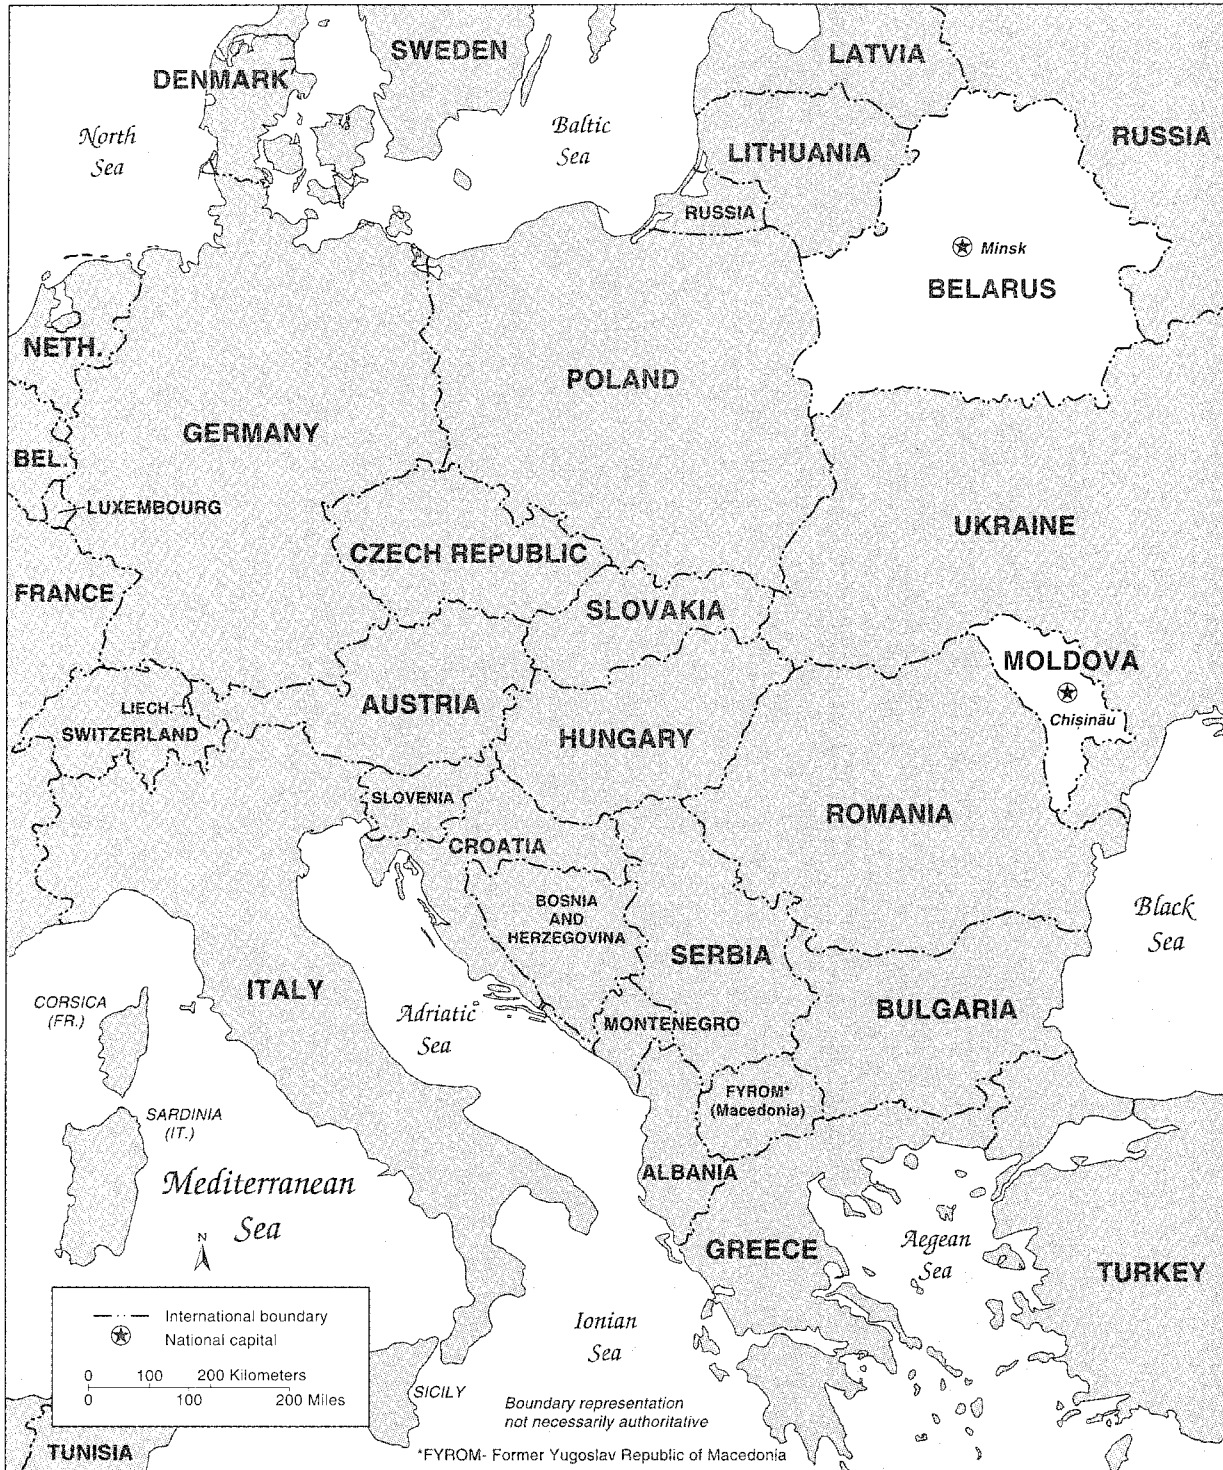 SWEDEN
LATVIA
DENMARK
North
Sea
Baltic
Sea
RUSSIA
LITHUANIA
RUSSIA
Minsk
BELARUS
NETH.
POLAND
GERMANY
BEL.
LUXEMBOURG
UKRAINE
CZECH REPUBLIC
FRANCE
SLOVAKIA
MOLDOVA
LIECH.
AUSTRIA
Chișinău
SWITZERLAND
HUNGARY
SLOVENIA
ROMANIA
CROATIA
BOSNIA
AND
HERZEGOVINA
Black
Sea
SERBIA
ITALY
CORSICA
(FR.)
Adriatic
Sea
BULGARIA
MONTENEGRO
FYROM*
(Macedonia)
SARDINIA
(IT.)
ALBANIA
Mediterranean
Sea
N
GREECE
Aegean
Sea
TURKEY
International boundary
National capital
0 100 200 Kilometers
0 100 200 Miles
Ionian
Sea
SICILY
Boundary representation
not necessarily authoritative
TUNISIA
*FYROM- Former Yugoslav Republic of Macedonia